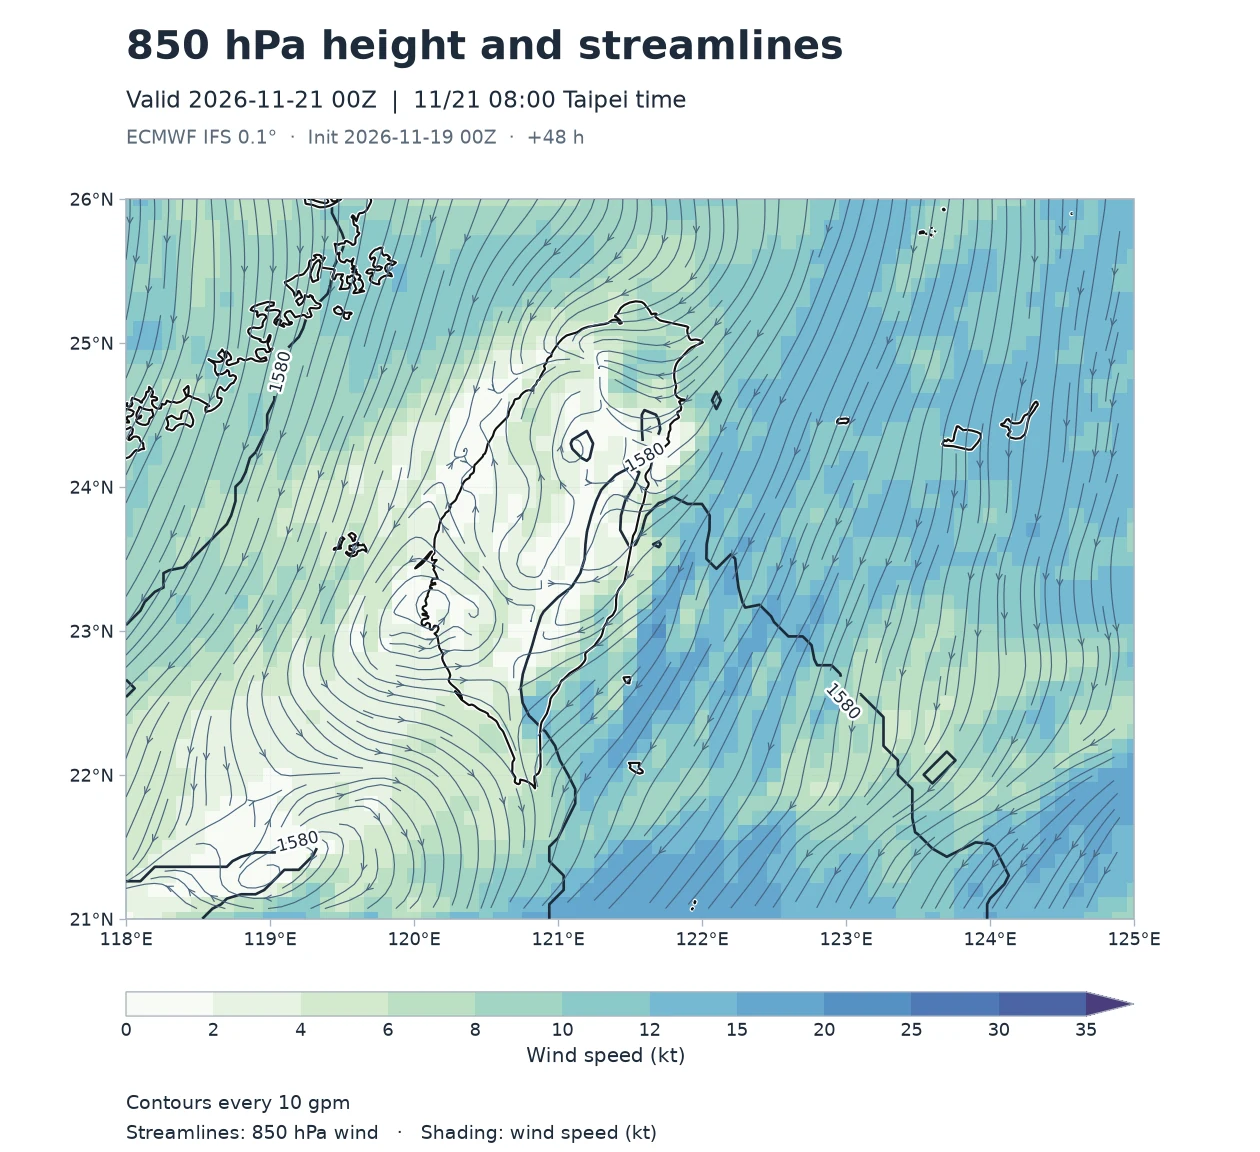 850 hPa height and streamlines
Valid 2026-11-21 00Z | 11/21 08:00 Taipei time
ECMWF IFS 0.1° · Init 2026-11-19 00Z · +48 h
26°N
25°N
1580
24°N
1580
23°N
1580
22°N
1580
21°N
118°E 119°E 120°E 121°E 122°E 123°E 124°E 125°E
0 2 4 6 8 10 12 15 20 25 30 35
Wind speed (kt)
Contours every 10 gpm
Streamlines: 850 hPa wind · Shading: wind speed (kt)